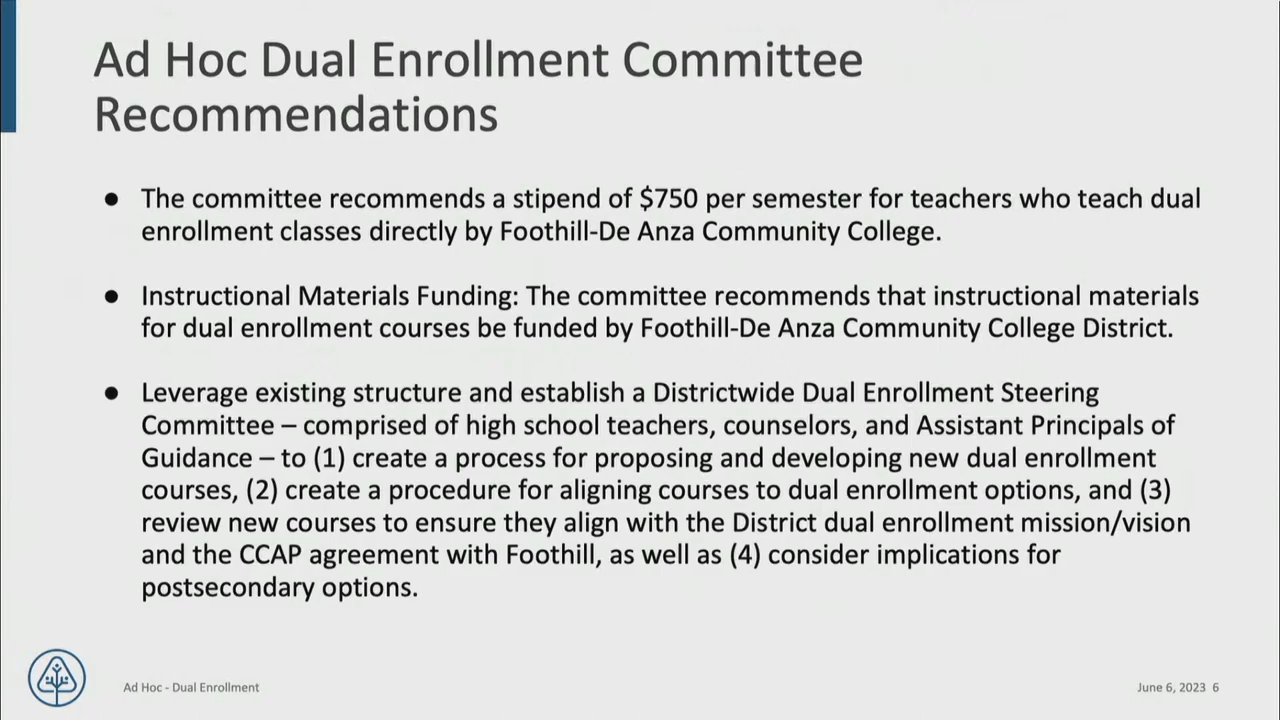 Ad Hoc Dual Enrollment Committee
Recommendations
● The committee recommends a stipend of $750 per semester for teachers who teach dual
enrollment classes directly by Foothill-De Anza Community College.
● Instructional Materials Funding: The committee recommends that instructional materials
for dual enrollment courses be funded by Foothill-De Anza Community College District.
● Leverage existing structure and establish a Districtwide Dual Enrollment Steering
Committee – comprised of high school teachers, counselors, and Assistant Principals of
Guidance – to (1) create a process for proposing and developing new dual enrollment
courses, (2) create a procedure for aligning courses to dual enrollment options, and (3)
review new courses to ensure they align with the District dual enrollment mission/vision
and the CCAP agreement with Foothill, as well as (4) consider implications for
postsecondary options.
Ad Hoc - Dual Enrollment
June 6, 2023 6